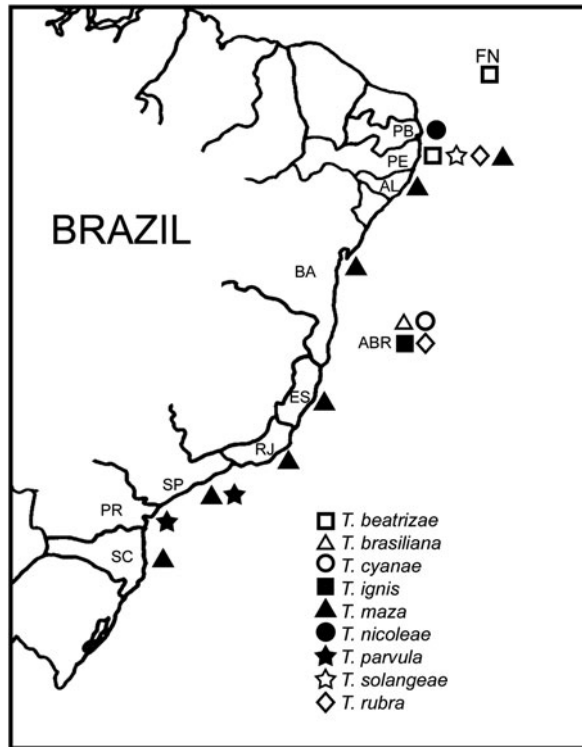 FN
PB
PE
AL
BRAZIL
BA
ABR
ES
RJ
SP
PR
SC
T. beatrizae
T. brasiliana
T. cyanae
T. ignis
T. maza
T. nicoleae
T. parvula
T. solangeae
T. rubra